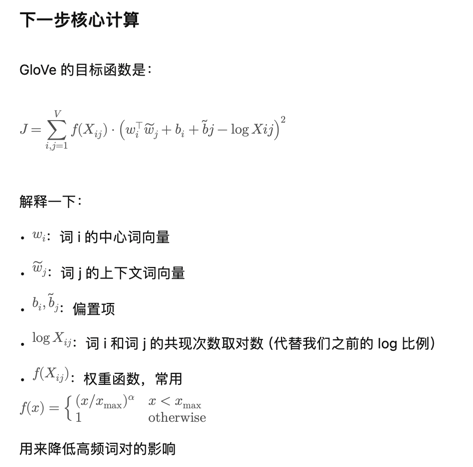 下一步核心计算
GloVe 的目标函数是：
J = \sum_{i,j=1}^{V} f(X_{ij}) \cdot \left( w_i^\top \widetilde{w}_j + b_i + \tilde{b}j - \log Xij \right)^2
解释一下：
• w_i：词 i 的中心词向量
• \widetilde{w}_j：词 j 的上下文词向量
• b_i, \tilde{b}_j：偏置项
• \log X_{ij}：词 i 和词 j 的共现次数取对数（代替我们之前的 log 比例）
• f(X_{ij})：权重函数，常用
f(x) = \begin{cases} (x/x_{\max})^\alpha & x < x_{\max} \\ 1 & \text{otherwise} \end{cases}
用来降低高频词对的影响